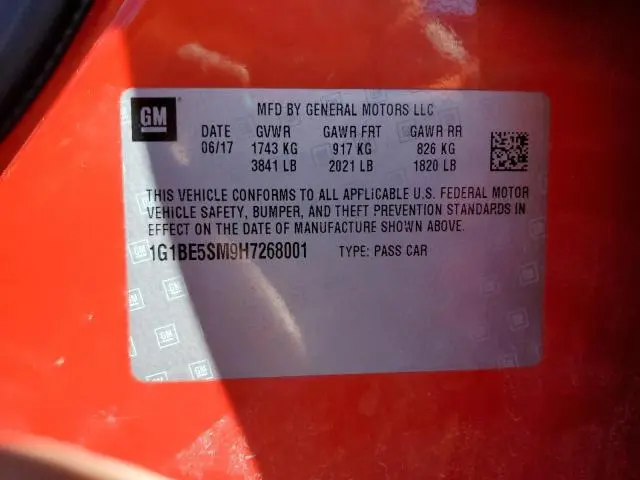 GM
MFD BY GENERAL MOTORS LLC
DATE GVWR GAWR FRT GAWR RR
06/17 1743 KG 917 KG 826 KG
3841 LB 2021 LB 1820 LB
THIS VEHICLE CONFORMS TO ALL APPLICABLE U.S. FEDERAL MOTOR
VEHICLE SAFETY, BUMPER, AND THEFT PREVENTION STANDARDS IN
EFFECT ON THE DATE OF MANUFACTURE SHOWN ABOVE.
1G1BE5SM9H7268001 TYPE: PASS CAR